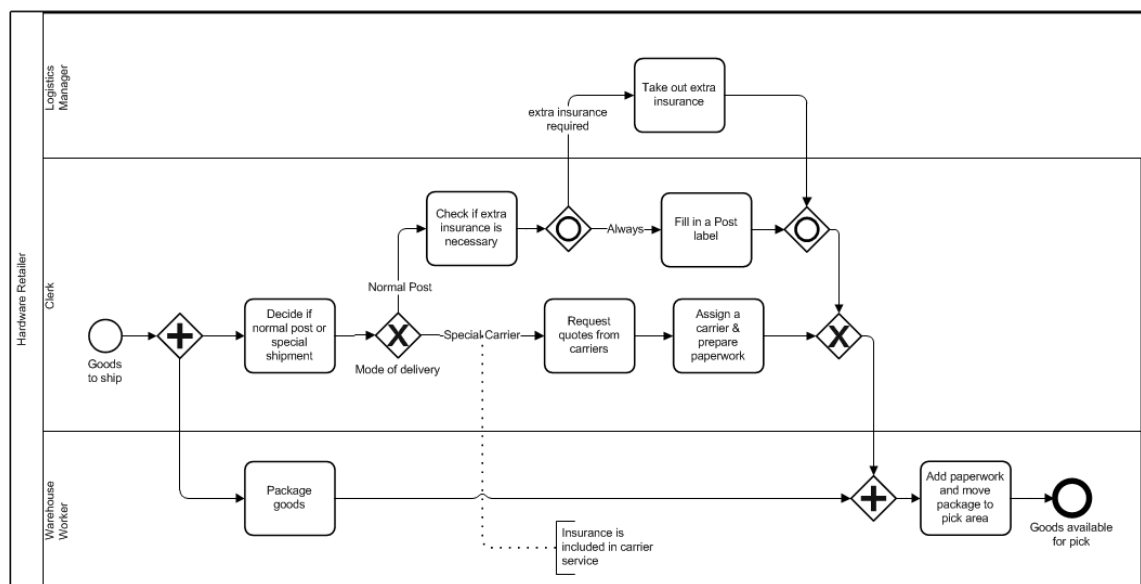 Hardware Retailer
Logistics
Manager
Take out extra
insurance
extra insurance
required
Clerk
Check if extra
insurance is
necessary
Always
Fill in a Post
label
Normal Post
Goods
to ship
Decide if
normal post or
special
shipment
Mode of delivery
Special Carrier
Request
quotes from
carriers
Assign a
carrier &
prepare
paperwork
Warehouse
Worker
Package
goods
Insurance is
included in carrier
service
Add paperwork
and move
package to
pick area
Goods available
for pick